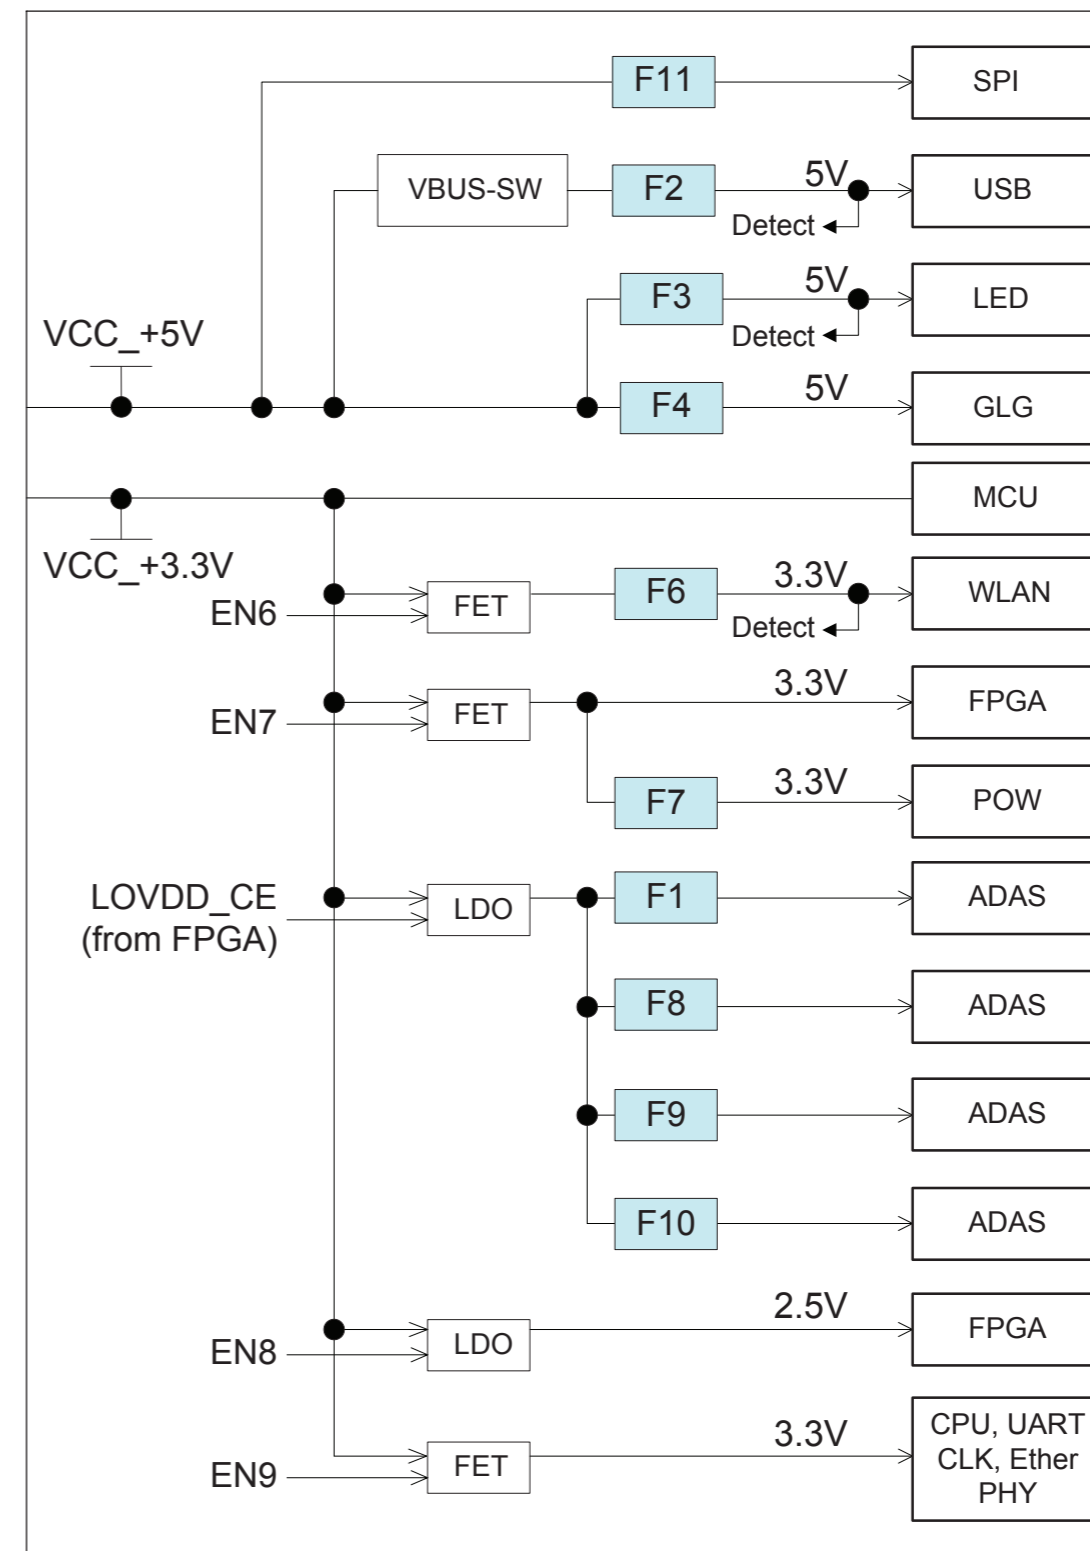 F11
SPI
VBUS-SW
F2
5V
USB
Detect
F3
5V
LED
Detect
VCC_+5V
F4
5V
GLG
MCU
VCC_+3.3V
EN6
FET
F6
3.3V
WLAN
Detect
EN7
FET
3.3V
FPGA
F7
3.3V
POW
LOVDD_CE
(from FPGA)
LDO
F1
ADAS
F8
ADAS
F9
ADAS
F10
ADAS
EN8
LDO
2.5V
FPGA
EN9
FET
3.3V
CPU, UART
CLK, Ether
PHY